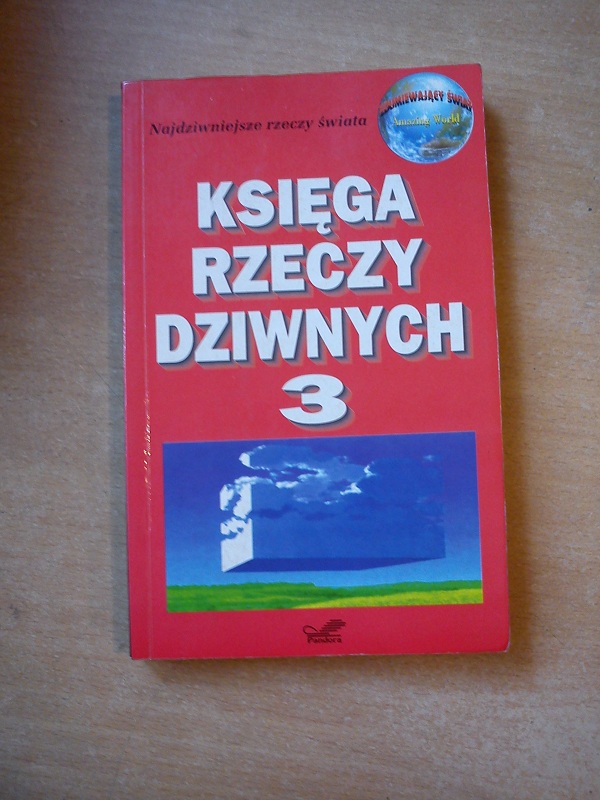 Najdziwniejsze rzeczy świata
ZDUMIEWAJĄCY ŚWIAT
Amazing World
KSIĘGA
RZECZY
DZIWNYCH
3
Pandora